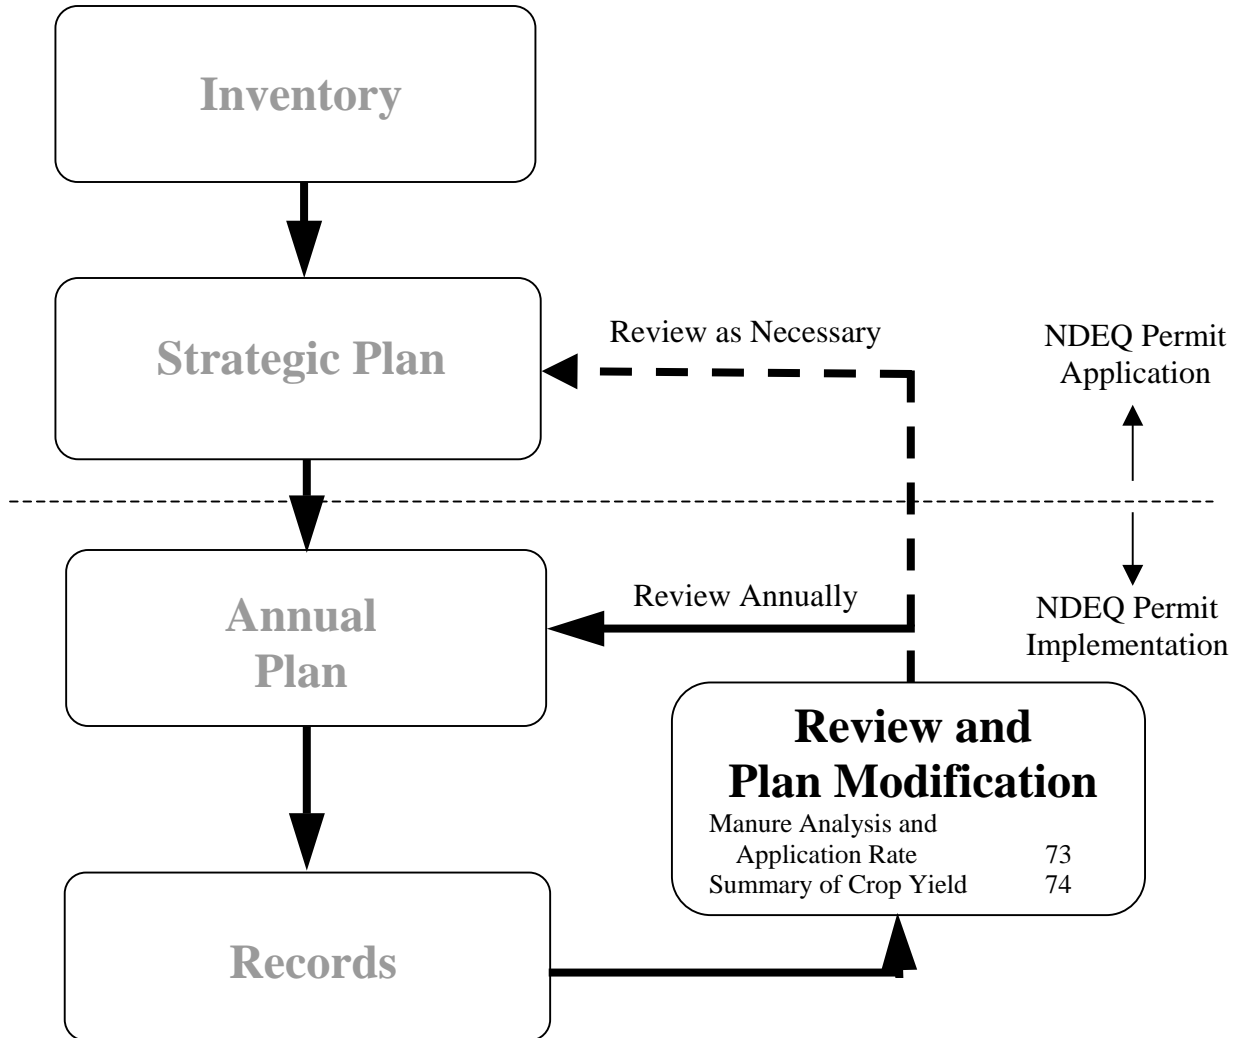 Inventory
Strategic Plan
Review as Necessary
NDEQ Permit
Application
Annual
Plan
Review Annually
NDEQ Permit
Implementation
Review and
Plan Modification
Manure Analysis and
Application Rate 73
Summary of Crop Yield 74
Records